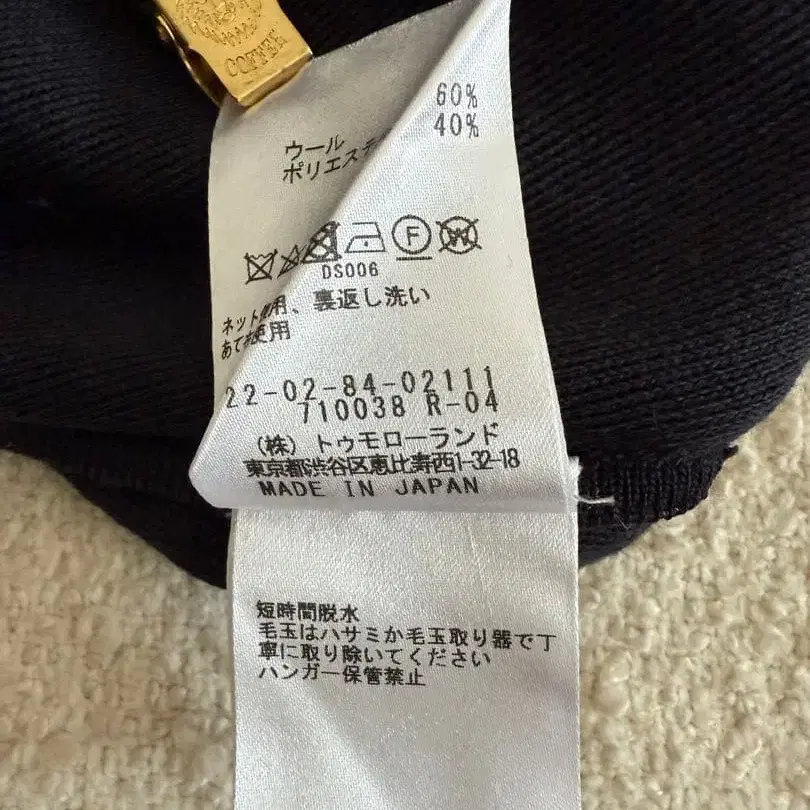 COFFEE
60%
40%
ウール
ポリエステ
DS006
ネット使用、裏返し洗い
あて布使用
22-02-84-02111
710038 R-04
(株) トゥモローランド
東京都渋谷区恵比寿西1-32-18
MADE IN JAPAN
短時間脱水
毛玉はハサミか毛玉取り器で丁
寧に取り除いてください
ハンガー保管禁止